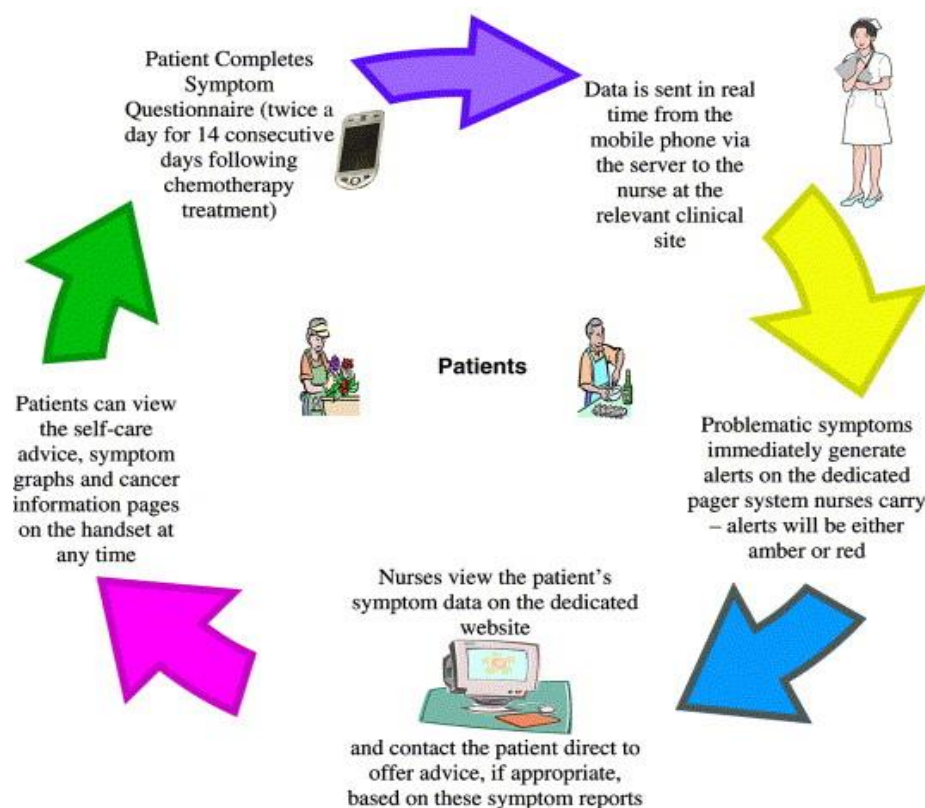 Patient Completes
Symptom
Questionnaire (twice a
day for 14 consecutive
days following
chemotherapy
treatment)
Data is sent in real
time from the
mobile phone via
the server to the
nurse at the
relevant clinical
site
Problematic symptoms
immediately generate
alerts on the dedicated
pager system nurses carry
– alerts will be either
amber or red
Nurses view the patient’s
symptom data on the dedicated
website
and contact the patient direct to
offer advice, if appropriate,
based on these symptom reports
Patients can view
the self-care
advice, symptom
graphs and cancer
information pages
on the handset at
any time
Patients